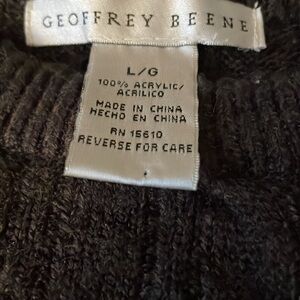 GEOFFREY BEENE
L/G
100% ACRYLIC/
ACRILICO
MADE IN CHINA
HECHO EN CHINA
RN 15610
REVERSE FOR CARE